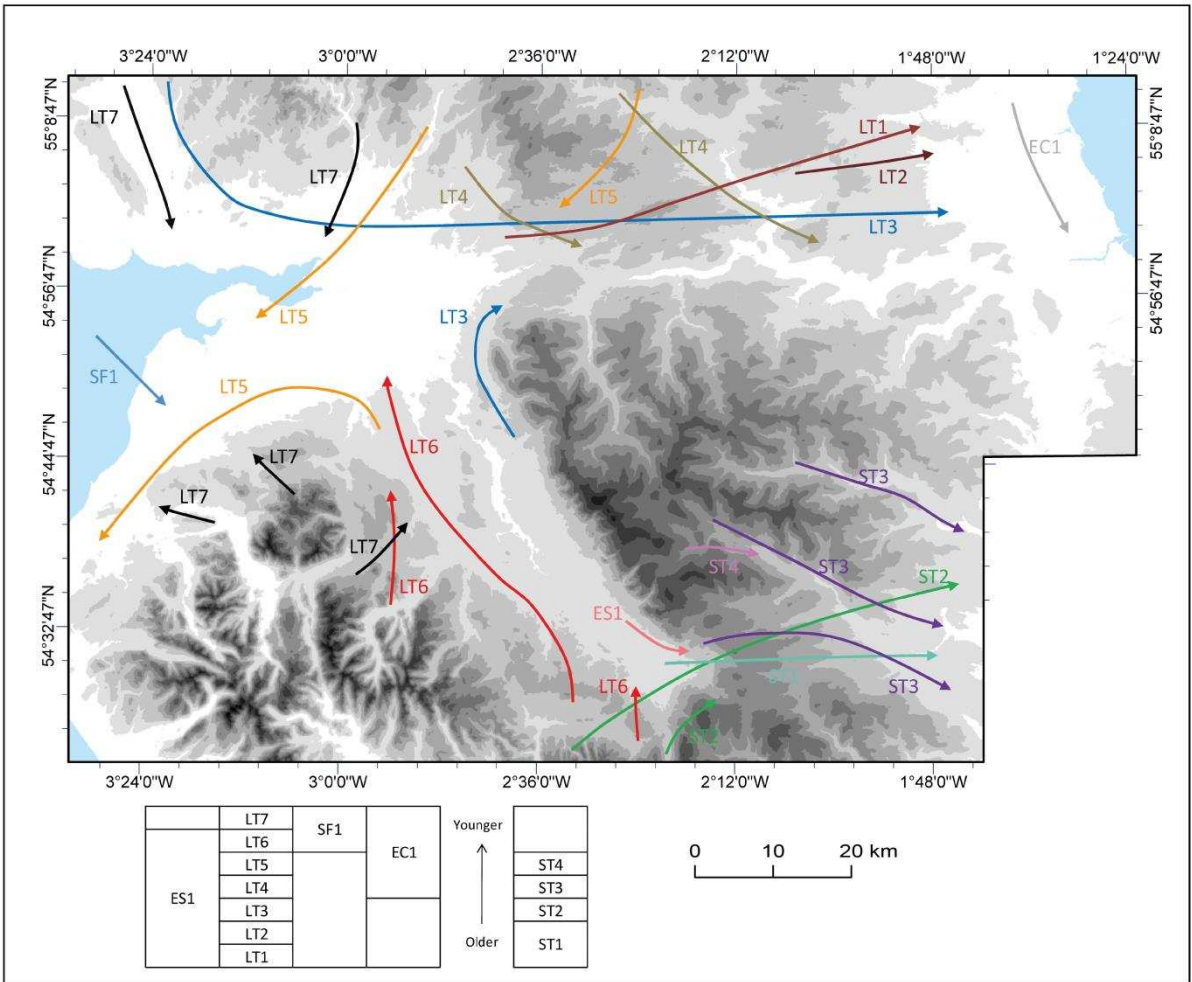 3°24'0"W 3°0'0"W 2°36'0"W 2°12'0"W 1°48'0"W 1°24'0"W
55°8'47"N
54°56'47"N
54°44'47"N
54°32'47"N
55°8'47"N
54°56'47"N
LT7
LT7
LT4
LT5
LT4
LT1
LT2
LT3
EC1
LT5
LT3
SF1
LT5
LT6
LT7
LT7
LT7
LT6
ST3
ST4
ST3
ST2
ES1
LT6
ST1
ST3
ST2
3°24'0"W 3°0'0"W 2°36'0"W 2°12'0"W 1°48'0"W
LT7
LT6
LT5
LT4
LT3
LT2
LT1
ES1
SF1
EC1
Younger
Older
ST4
ST3
ST2
ST1
0 10 20 km